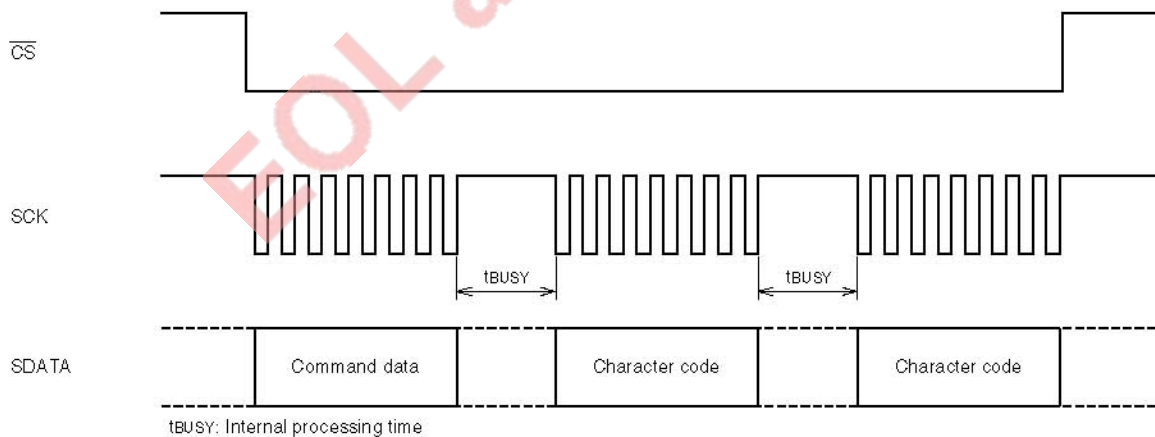 EOL a
CS
SCK
tBUSY tBUSY
SDATA Command data Character code Character code
tBUSY: Internal processing time